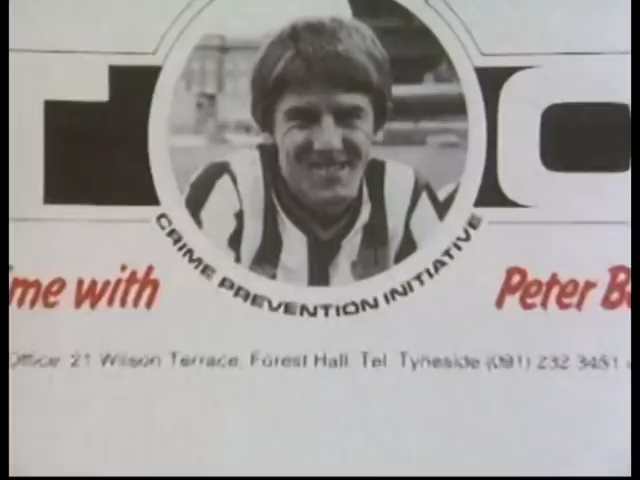 CRIME PREVENTION INITIATIVE
me with Peter B
Office: 21 Wilson Terrace, Forest Hall. Tel. Tyneside (091) 232 3451